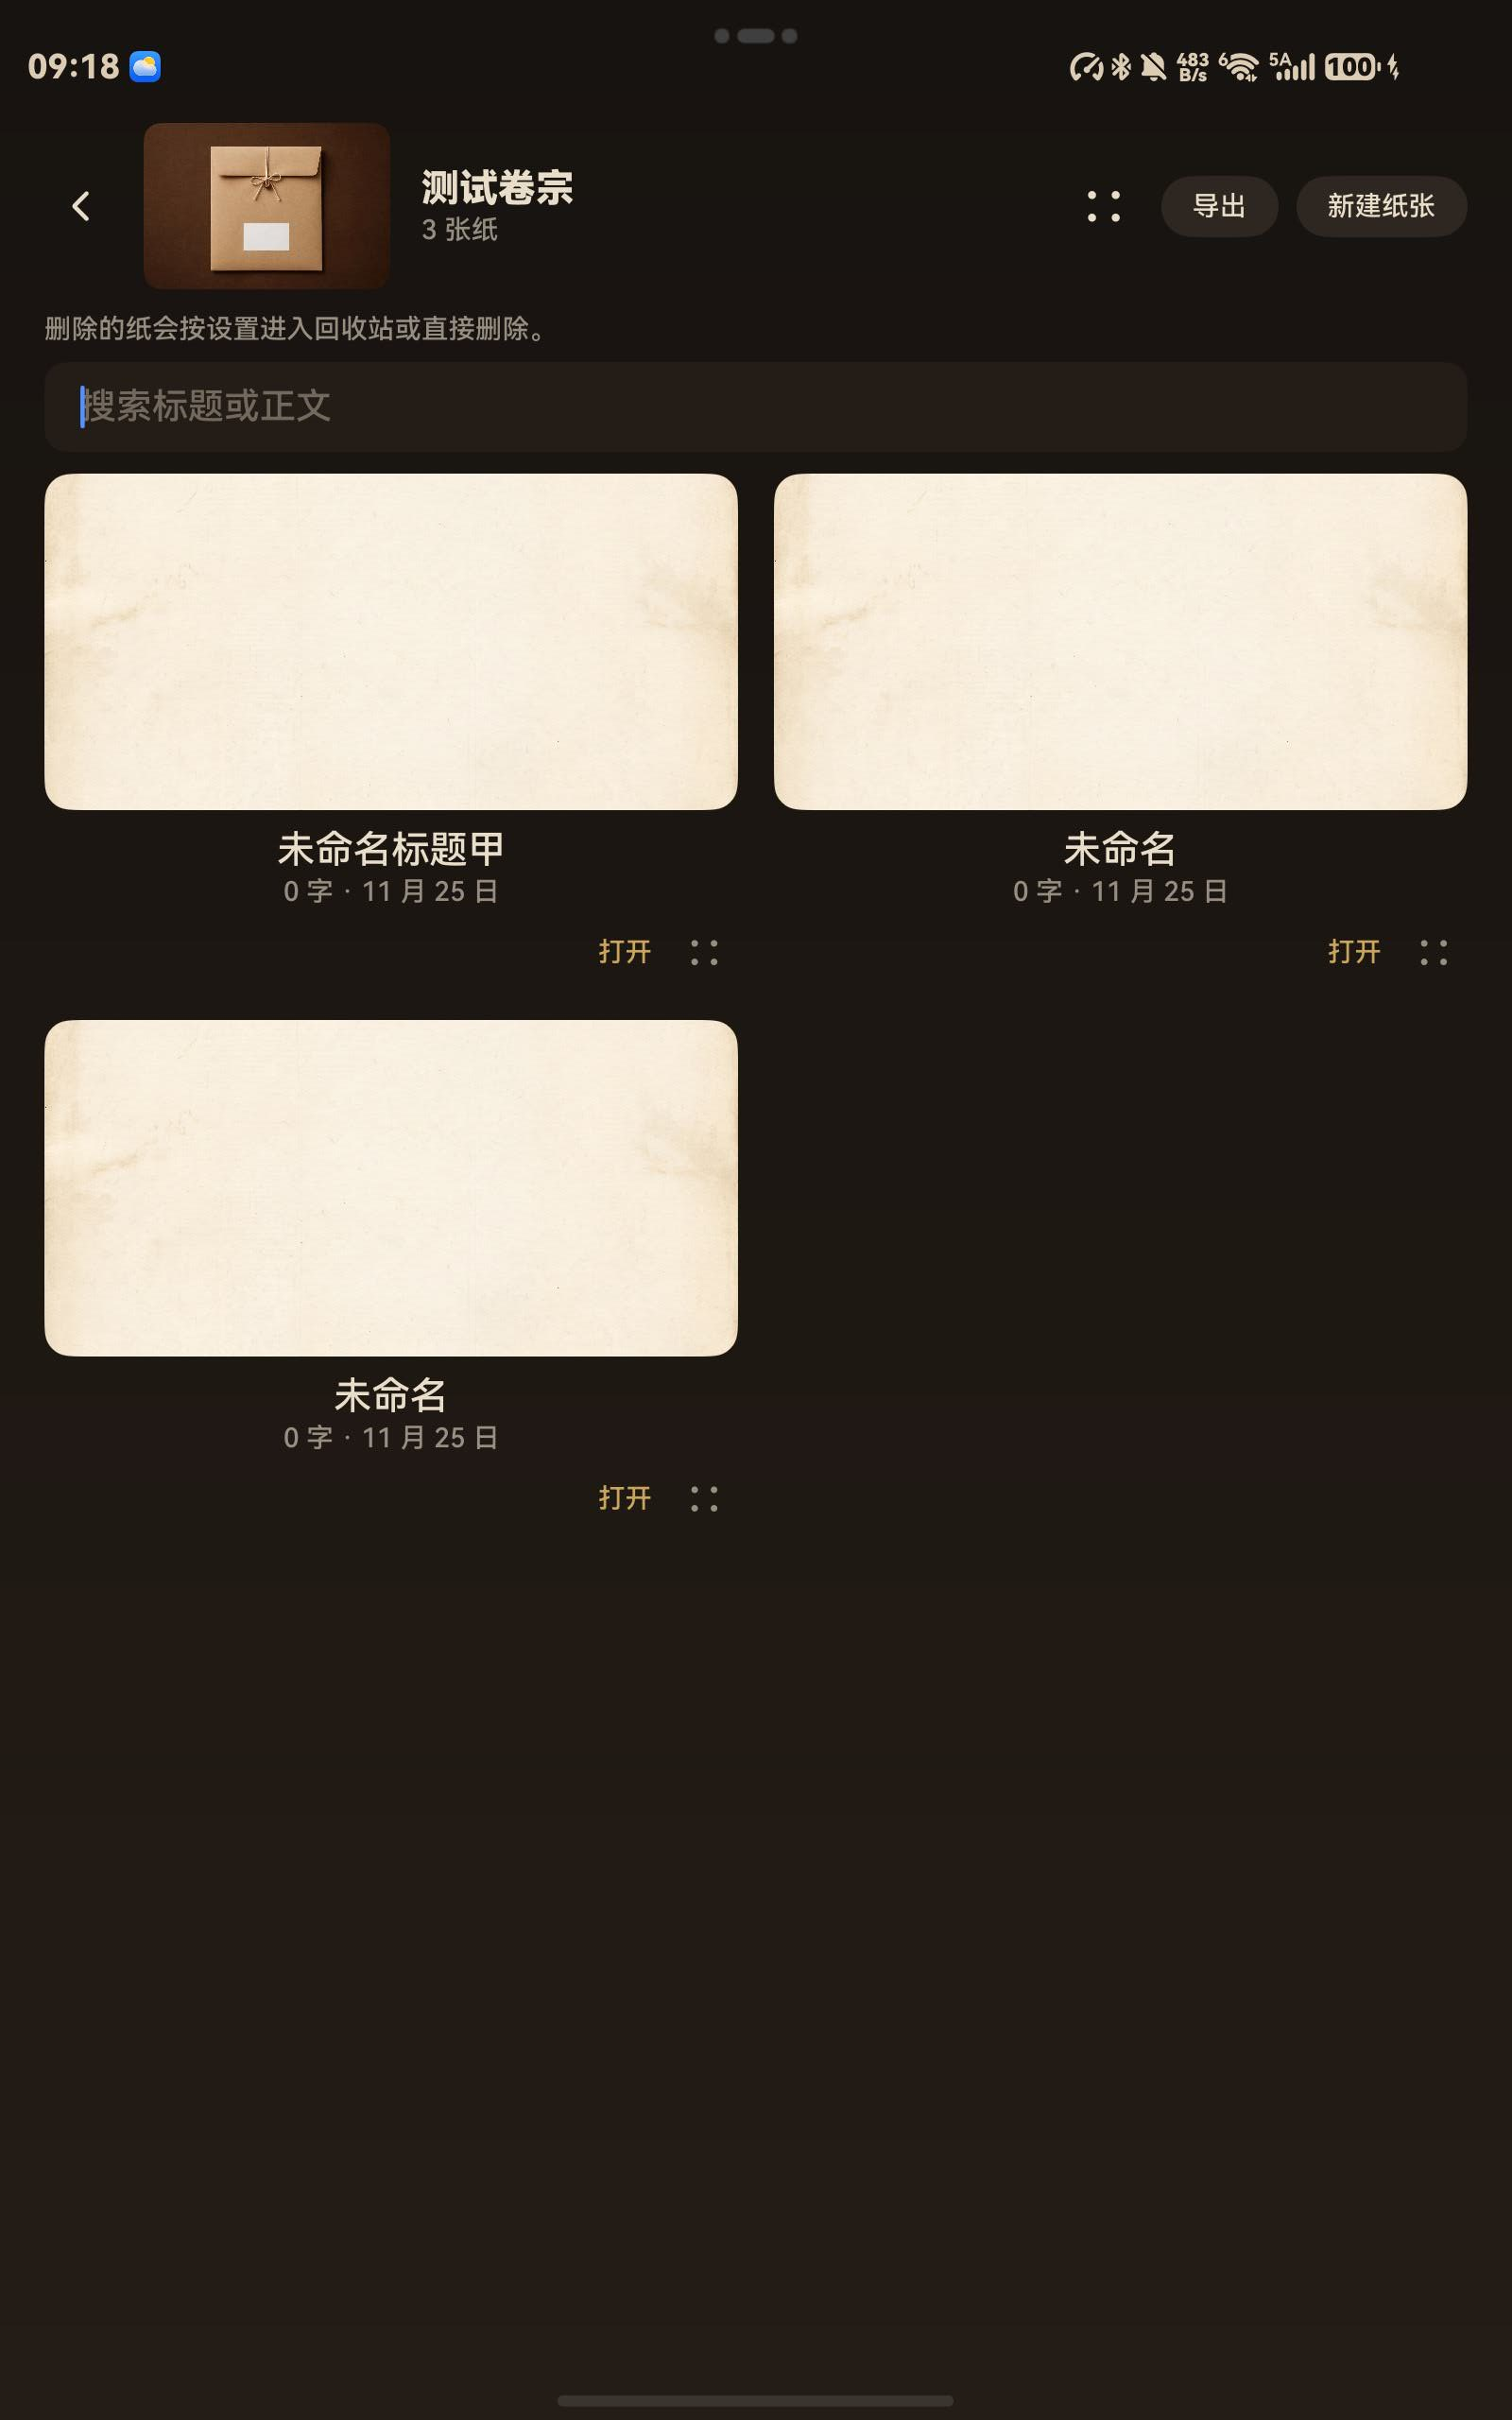 09:18
483 B/s
6
5A
100
测试卷宗
3 张纸
导出
新建纸张
删除的纸会按设置进入回收站或直接删除。
搜索标题或正文
未命名标题甲
0 字 · 11 月 25 日
打开
未命名
0 字 · 11 月 25 日
打开
未命名
0 字 · 11 月 25 日
打开